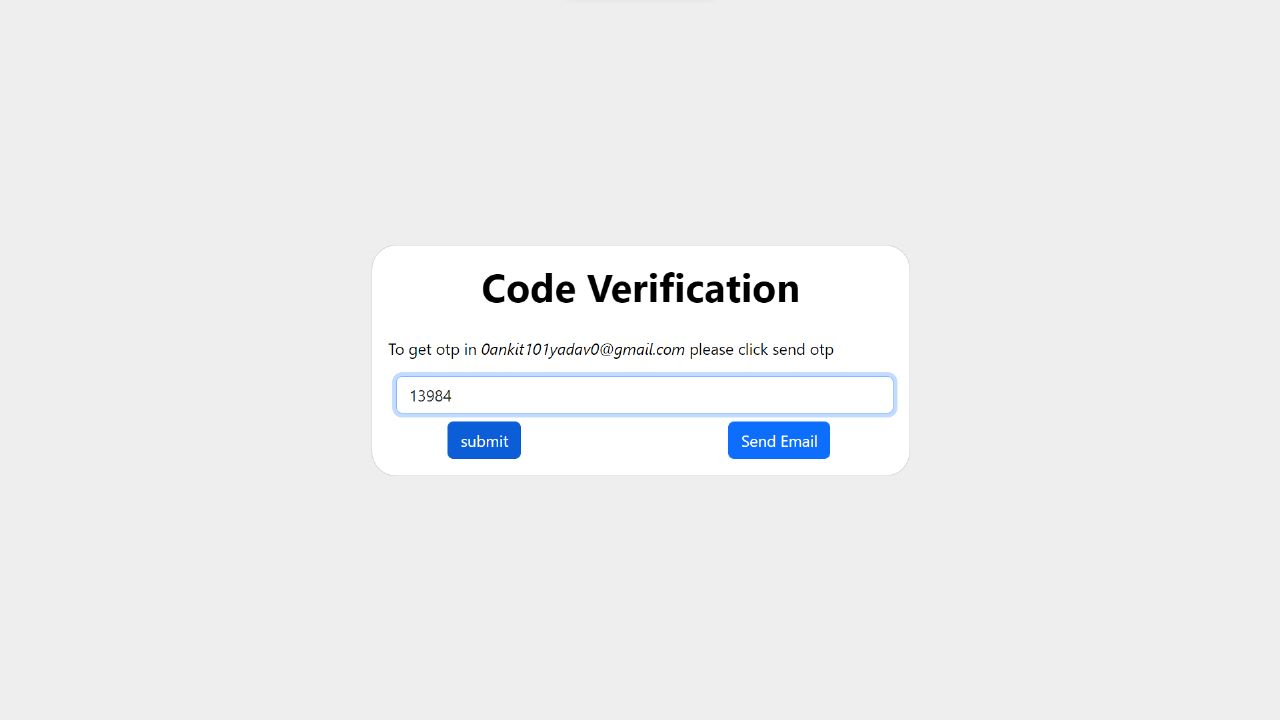 Code Verification
To get otp in 0ankit101yadav0@gmail.com please click send otp
13984
submit Send Email